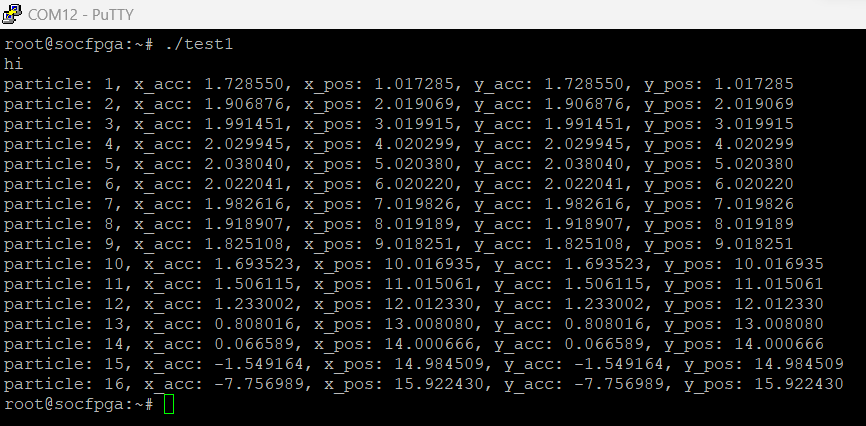 COM12 - PuTTY
root@socfpga:~# ./test1
hi
particle: 1, x_acc: 1.728550, x_pos: 1.017285, y_acc: 1.728550, y_pos: 1.017285
particle: 2, x_acc: 1.906876, x_pos: 2.019069, y_acc: 1.906876, y_pos: 2.019069
particle: 3, x_acc: 1.991451, x_pos: 3.019915, y_acc: 1.991451, y_pos: 3.019915
particle: 4, x_acc: 2.029945, x_pos: 4.020299, y_acc: 2.029945, y_pos: 4.020299
particle: 5, x_acc: 2.038040, x_pos: 5.020380, y_acc: 2.038040, y_pos: 5.020380
particle: 6, x_acc: 2.022041, x_pos: 6.020220, y_acc: 2.022041, y_pos: 6.020220
particle: 7, x_acc: 1.982616, x_pos: 7.019826, y_acc: 1.982616, y_pos: 7.019826
particle: 8, x_acc: 1.918907, x_pos: 8.019189, y_acc: 1.918907, y_pos: 8.019189
particle: 9, x_acc: 1.825108, x_pos: 9.018251, y_acc: 1.825108, y_pos: 9.018251
particle: 10, x_acc: 1.693523, x_pos: 10.016935, y_acc: 1.693523, y_pos: 10.016935
particle: 11, x_acc: 1.506115, x_pos: 11.015061, y_acc: 1.506115, y_pos: 11.015061
particle: 12, x_acc: 1.233002, x_pos: 12.012330, y_acc: 1.233002, y_pos: 12.012330
particle: 13, x_acc: 0.808016, x_pos: 13.008080, y_acc: 0.808016, y_pos: 13.008080
particle: 14, x_acc: 0.066589, x_pos: 14.000666, y_acc: 0.066589, y_pos: 14.000666
particle: 15, x_acc: -1.549164, x_pos: 14.984509, y_acc: -1.549164, y_pos: 14.984509
particle: 16, x_acc: -7.756989, x_pos: 15.922430, y_acc: -7.756989, y_pos: 15.922430
root@socfpga:~#